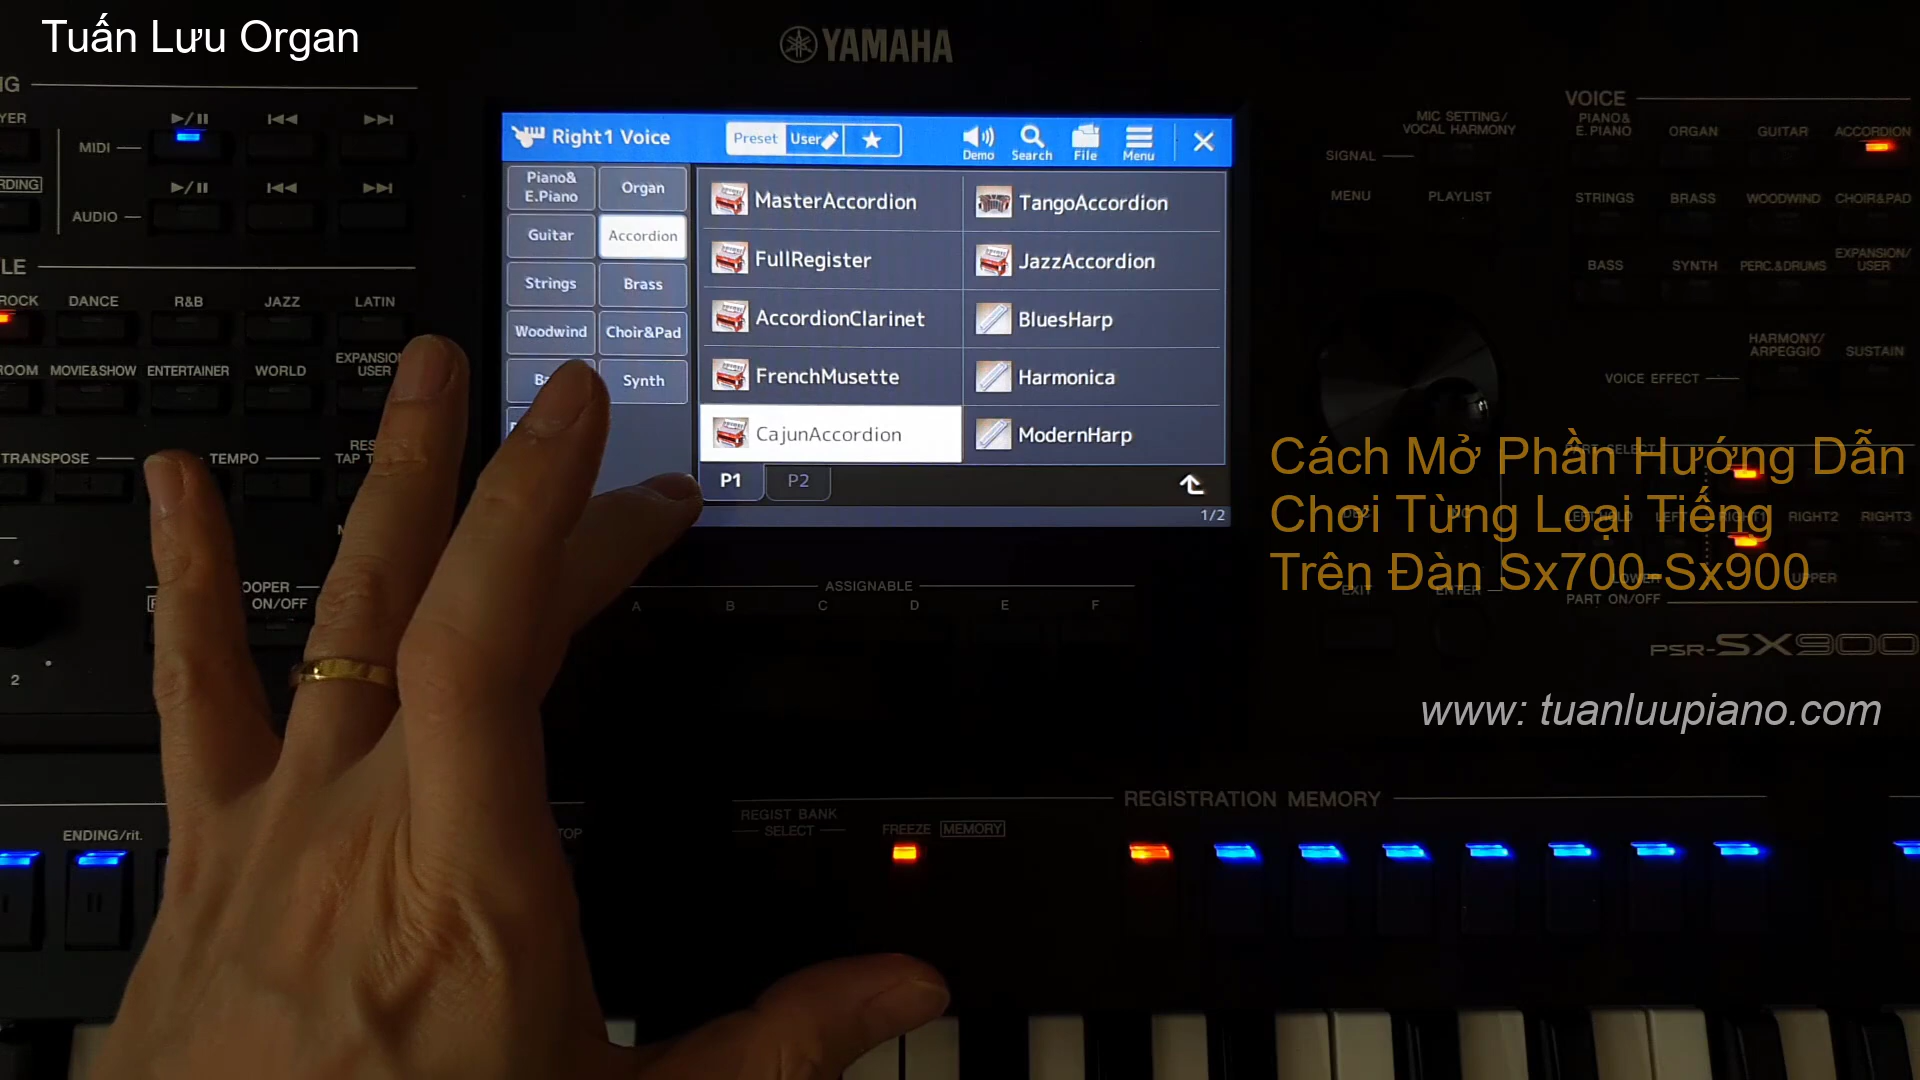 Tuấn Lưu Organ
YAMAHA
MIDI
AUDIO
DANCE
R&B
JAZZ
LATIN
MOVIE&SHOW
ENTERTAINER
WORLD
TRANSPOSE
TEMPO
ON/OFF
2
ENDING/rit.
I
II
Right1 Voice
Preset
User
Demo
Search
File
Menu
Piano& E.Piano
Organ
Guitar
Accordion
Strings
Brass
Woodwind
Choir&Pad
Synth
MasterAccordion
TangoAccordion
FullRegister
JazzAccordion
AccordionClarinet
BluesHarp
FrenchMusette
Harmonica
CajunAccordion
ModernHarp
P1
P2
1/2
ASSIGNABLE
A B C D E F
REGIST BANK
SELECT
FREEZE
MEMORY
REGISTRATION MEMORY
MIC SETTING/
VOCAL HARMONY
SIGNAL
MENU
PLAYLIST
VOICE
PIANO&
E.PIANO
ORGAN
GUITAR
ACCORDION
STRINGS
BRASS
WOODWIND
CHOIR&PAD
BASS
SYNTH
PERC.&DRUMS
EXPANSION/
USER
HARMONY/
ARPEGGIO
SUSTAIN
VOICE EFFECT
Cách Mở Phần Hướng Dẫn
Chơi Từng Loại Tiếng
Trên Đàn Sx700-Sx900
RIGHT2
RIGHT3
UPPER
PART ON/OFF
PSR-SX900
www: tuanluupiano.com